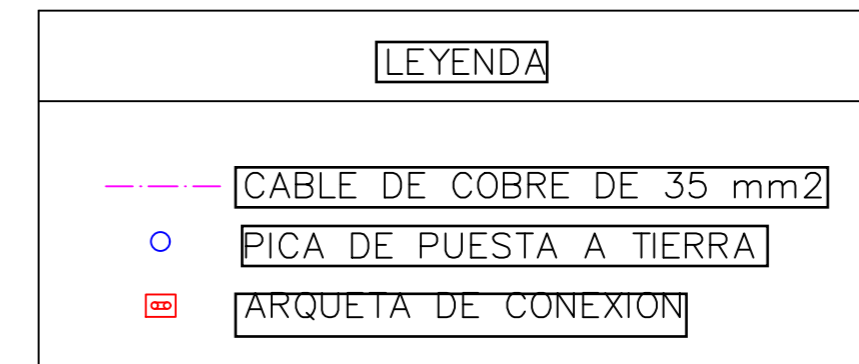 LEYENDA
CABLE DE COBRE DE 35 mm2
PICA DE PUESTA A TIERRA
ARQUETA DE CONEXION